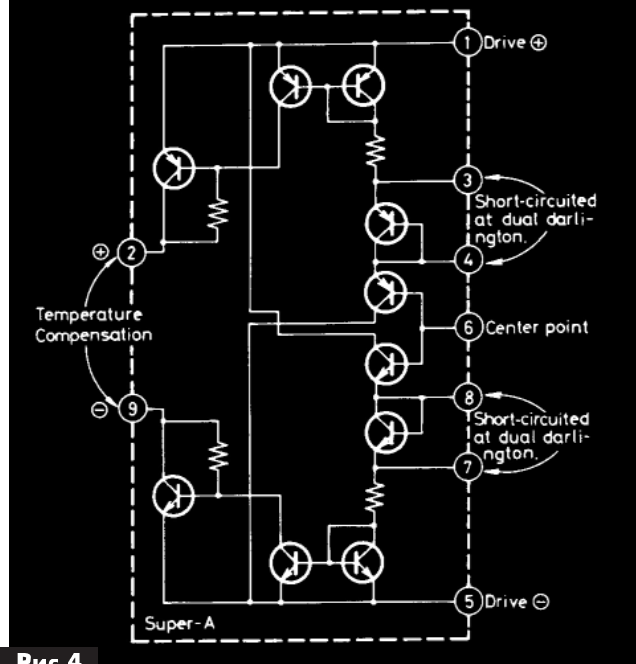 1 Drive ⊕
3
Short-circuited
at dual darli-
ngton.
4
⊕ 2
Temperature
Compensation
6 Center point
⊖ 9
8
Short-circuited
at dual darli-
ngton.
7
5 Drive ⊖
Super-A
Рис 4